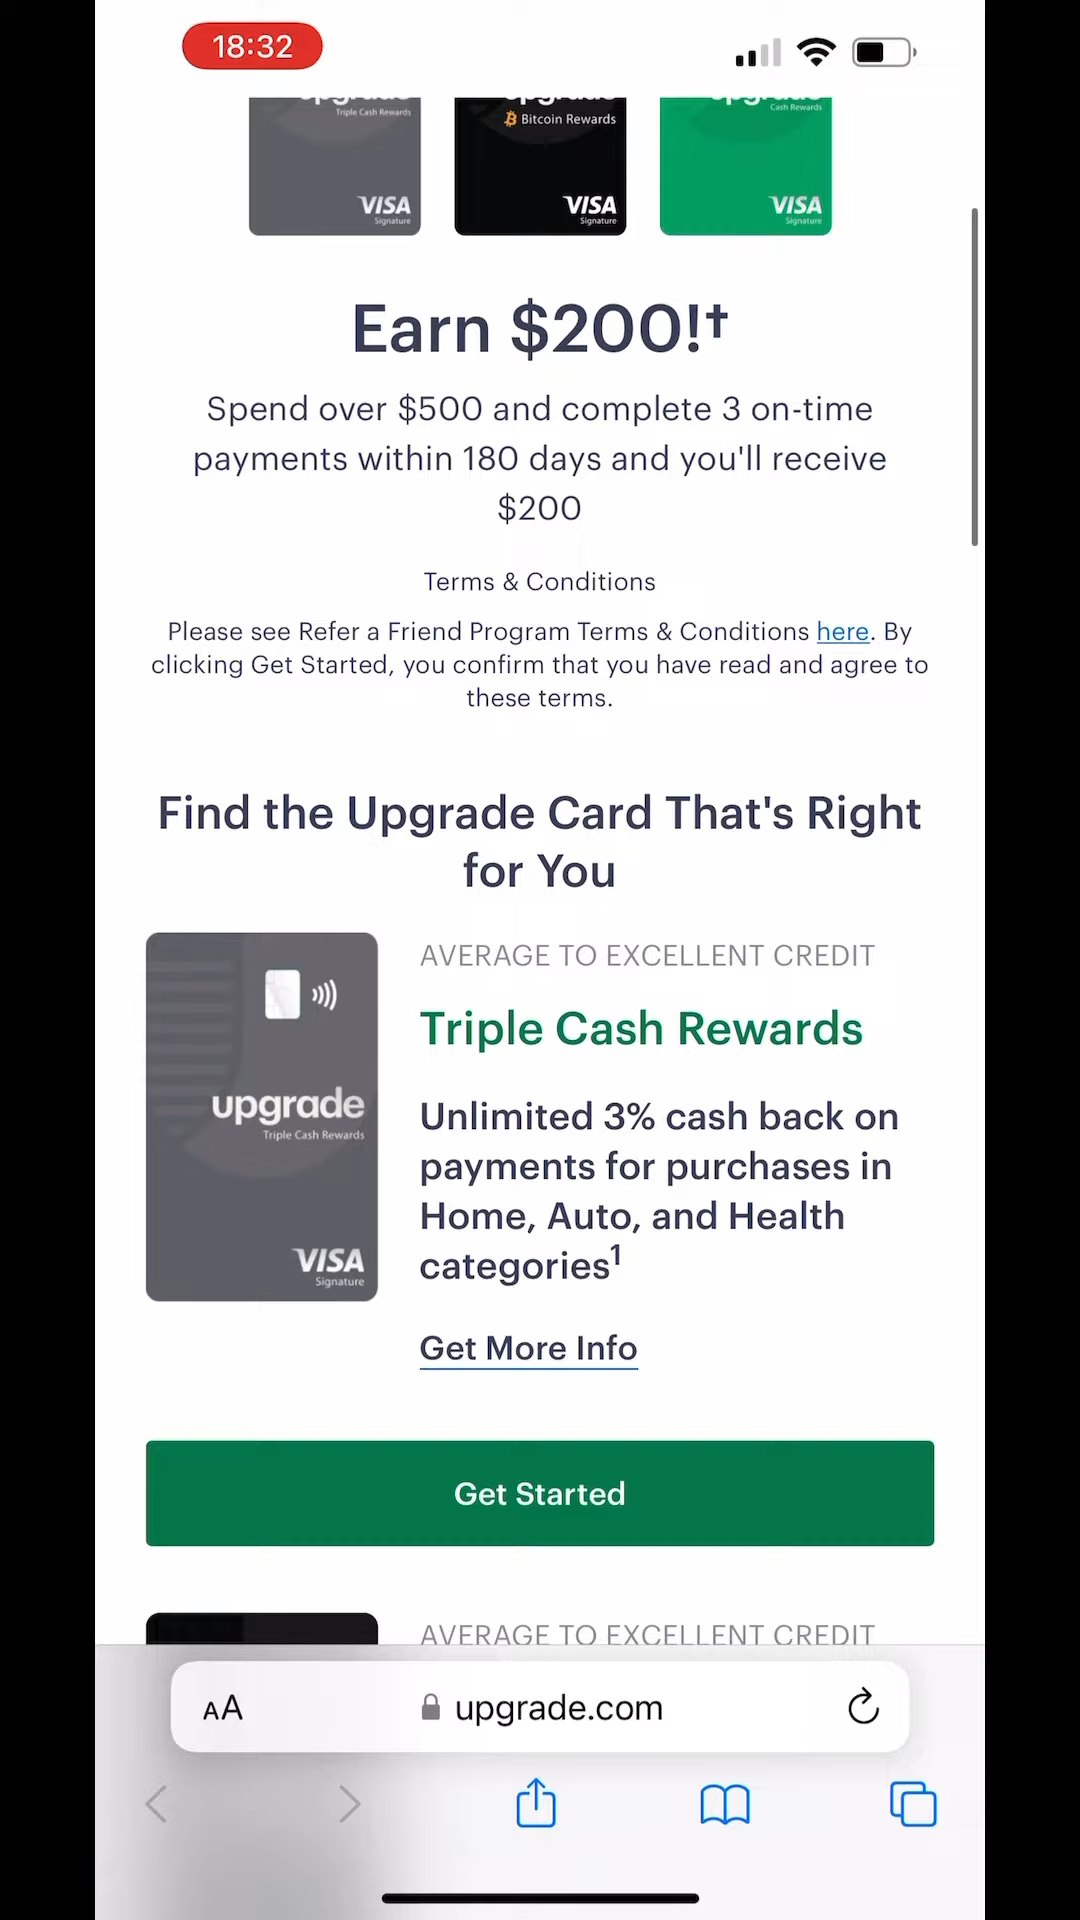 18:32
Triple Cash Rewards
Bitcoin Rewards
Cash Rewards
VISA
Signature
VISA
Signature
VISA
Signature
Earn $200!†
Spend over $500 and complete 3 on-time
payments within 180 days and you'll receive
$200
Terms & Conditions
Please see Refer a Friend Program Terms & Conditions here. By
clicking Get Started, you confirm that you have read and agree to
these terms.
Find the Upgrade Card That's Right
for You
AVERAGE TO EXCELLENT CREDIT
Triple Cash Rewards
upgrade
Triple Cash Rewards
VISA
Signature
Unlimited 3% cash back on
payments for purchases in
Home, Auto, and Health
categories¹
Get More Info
Get Started
AVERAGE TO EXCELLENT CREDIT
AA
upgrade.com